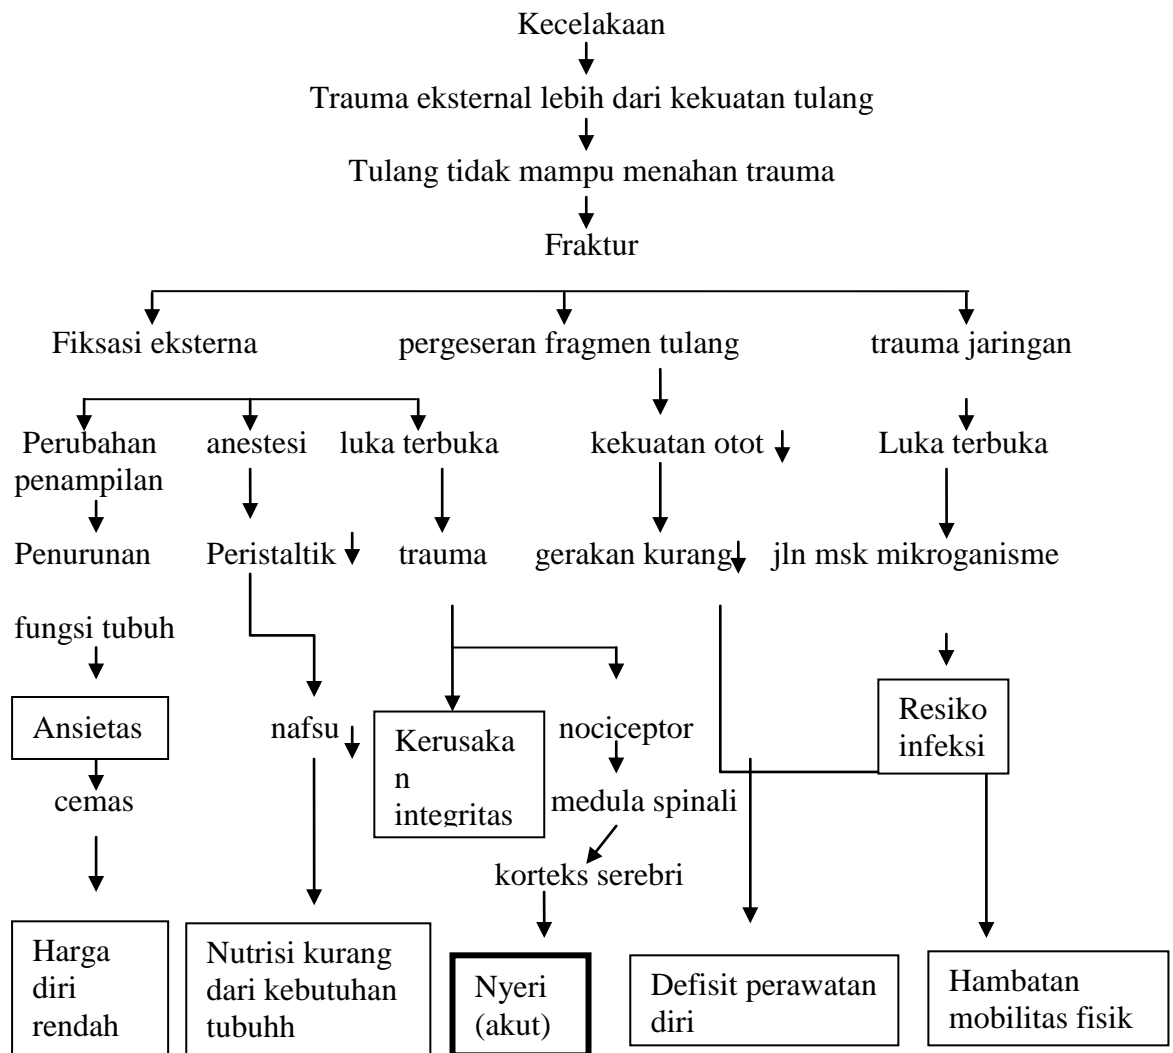 Kecelakaan
Trauma eksternal lebih dari kekuatan tulang
Tulang tidak mampu menahan trauma
Fraktur
Fiksasi eksterna pergeseran fragmen tulang trauma jaringan
Perubahan anestesi luka terbuka kekuatan otot Luka terbuka
penampilan
Penurunan Peristaltik trauma gerakan kurang jln msk mikroganisme
fungsi tubuh
Ansietas
nafsu
Kerusaka
n
integritas
nociceptor
Resiko
infeksi
cemas
medula spinali
korteks serebri
Harga
diri
rendah
Nutrisi kurang
dari kebutuhan
tubuhh
Nyeri
(akut)
Defisit perawatan
diri
Hambatan
mobilitas fisik